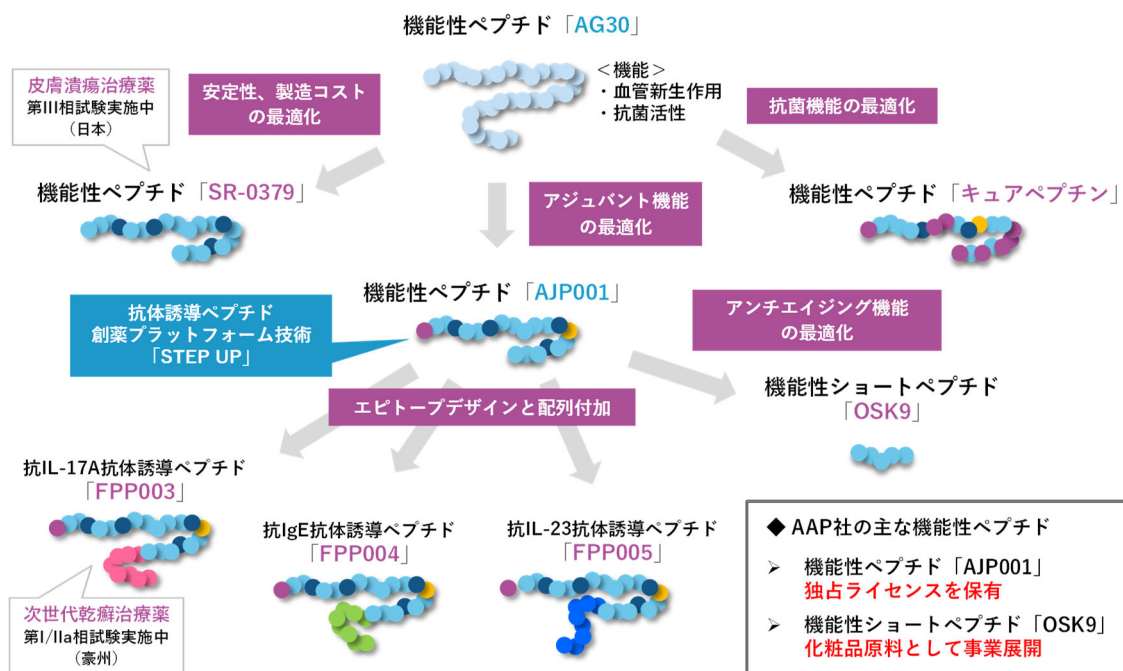 機能性ペプチド「AG30」
＜機能＞
・血管新生作用
・抗菌活性
皮膚潰瘍治療薬
第III相試験実施中
（日本）
安定性、製造コスト
の最適化
抗菌機能の最適化
機能性ペプチド「SR-0379」
アジュバント機能
の最適化
機能性ペプチド「キュアペプチン」
機能性ペプチド「AJP001」
抗体誘導ペプチド
創薬プラットフォーム技術
「STEP UP」
アンチエイジング機能
の最適化
エピトープデザインと配列付加
機能性ショートペプチド
「OSK9」
抗IL-17A抗体誘導ペプチド
「FPP003」
抗IgE抗体誘導ペプチド
「FPP004」
抗IL-23抗体誘導ペプチド
「FPP005」
次世代乾癬治療薬
第I/IIa相試験実施中
（豪州）
◆ AAP社の主な機能性ペプチド
➢ 機能性ペプチド「AJP001」
独占ライセンスを保有
➢ 機能性ショートペプチド「OSK9」
化粧品原料として事業展開